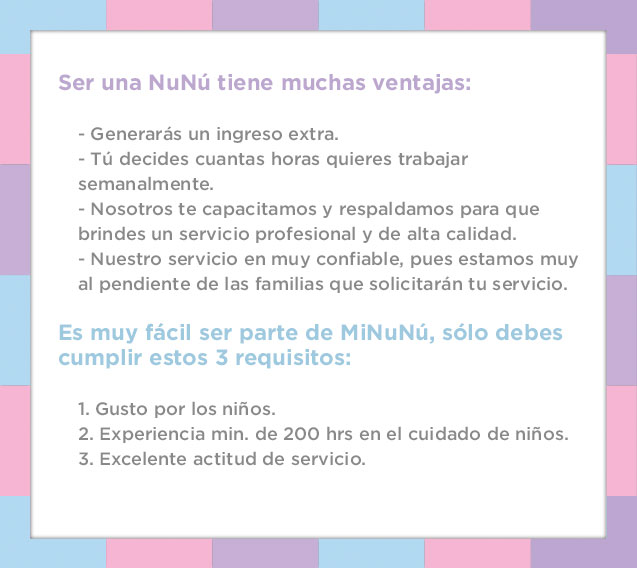 Ser una NuNú tiene muchas ventajas:
- Generarás un ingreso extra.
- Tú decides cuantas horas quieres trabajar
semanalmente.
- Nosotros te capacitamos y respaldamos para que
brindes un servicio profesional y de alta calidad.
- Nuestro servicio en muy confiable, pues estamos muy
al pendiente de las familias que solicitarán tu servicio.
Es muy fácil ser parte de MiNuNú, sólo debes
cumplir estos 3 requisitos:
1. Gusto por los niños.
2. Experiencia min. de 200 hrs en el cuidado de niños.
3. Excelente actitud de servicio.